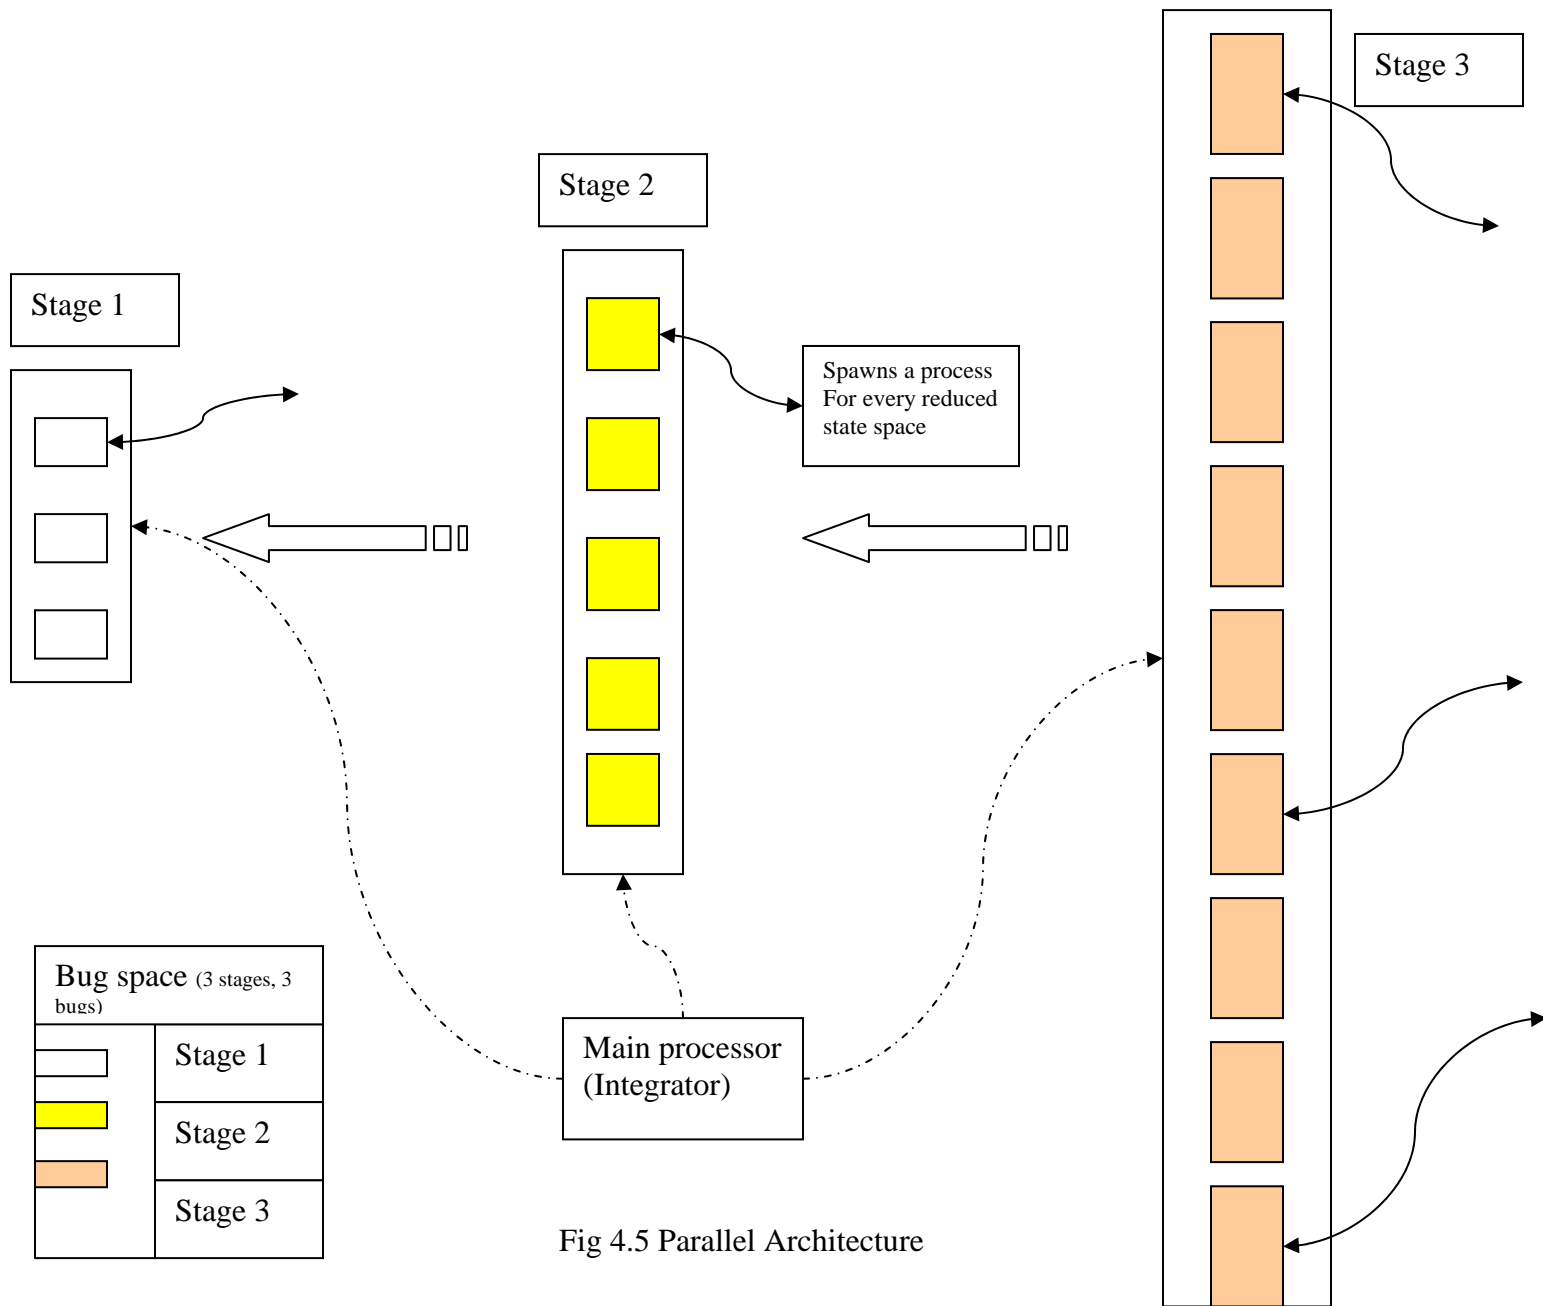 Stage 3
Stage 2
Stage 1
Spawns a process
For every reduced
state space
Bug space (3 stages, 3
bugs)
Stage 1
Stage 2
Stage 3
Main processor
(Integrator)
Fig 4.5 Parallel Architecture